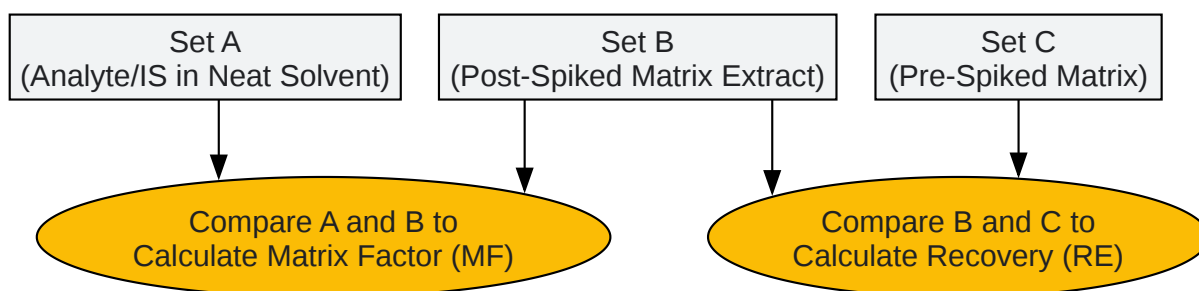 Set A
(Analyte/IS in Neat Solvent)
Set B
(Post-Spiked Matrix Extract)
Set C
(Pre-Spiked Matrix)
Compare A and B to
Calculate Matrix Factor (MF)
Compare B and C to
Calculate Recovery (RE)